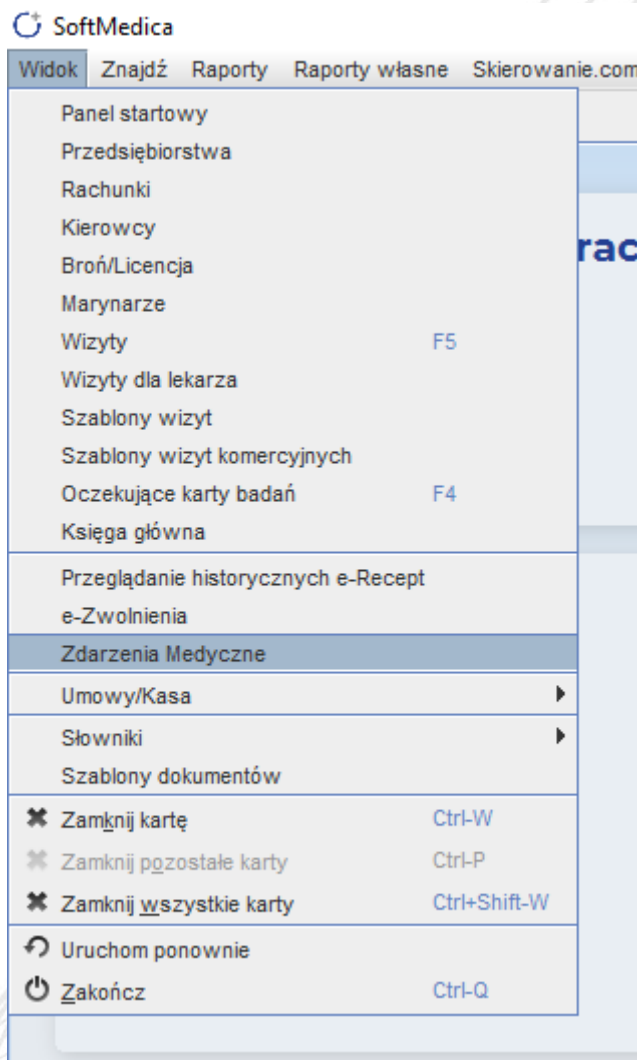 SoftMedica
Widok Znajdź Raporty Raporty własne Skierowanie.com
Panel startowy
Przedsiębiorstwa
Rachunki
Kierowcy
rac
Broń/Licencja
Marynarze
Wizyty F5
Wizyty dla lekarza
Szablony wizyt
Szablony wizyt komercyjnych
Oczekujące karty badań F4
Księga główna
Przeglądanie historycznych e-Recept
e-Zwolnienia
Zdarzenia Medyczne
Umowy/Kasa
Słowniki
Szablony dokumentów
Zamknij kartę Ctrl-W
Zamknij pozostałe karty Ctrl-P
Zamknij wszystkie karty Ctrl+Shift-W
Uruchom ponownie
Zakończ Ctrl-Q